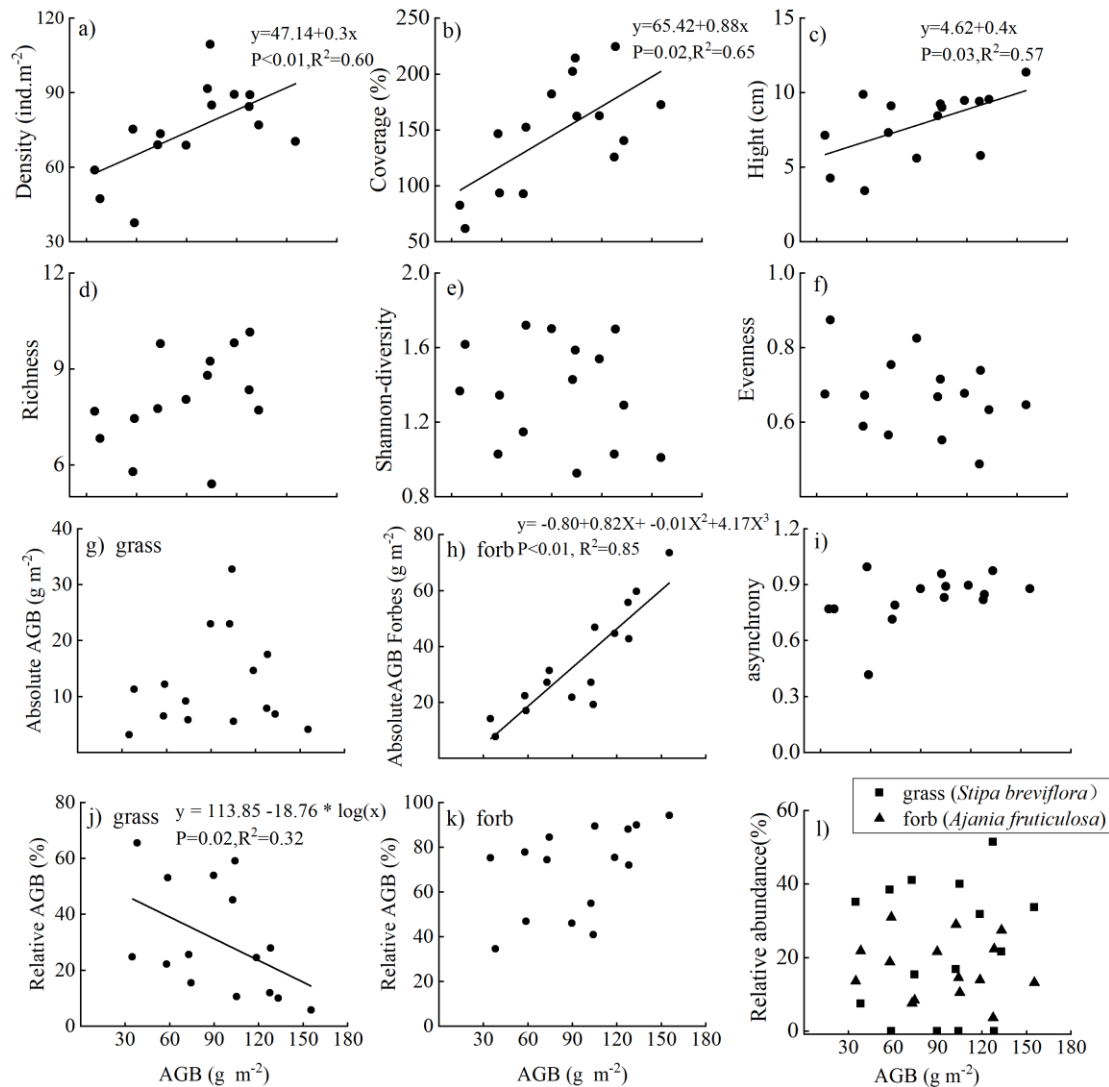 a)
y=47.14+0.3x
P<0.01,R²=0.60
Density (ind.m⁻²)
120
90
60
30
b)
y=65.42+0.88x
P=0.02,R²=0.65
Coverage (%)
250
200
150
100
50
c)
y=4.62+0.4x
P=0.03,R²=0.57
Hight (cm)
15
10
5
0
d)
Richness
12
9
6
e)
Shannon-diversity
2.0
1.6
1.2
0.8
f)
Evenness
1.0
0.8
0.6
g) grass
Absolute AGB (g m⁻²)
40
30
20
10
h) forb
y= -0.80+0.82X+ -0.01X²+4.17X³
P<0.01, R²=0.85
AbsoluteAGB Forbes (g m⁻²)
80
60
40
20
i)
asynchrony
1.2
0.9
0.6
0.3
0.0
j) grass
y = 113.85 -18.76 * log(x)
P=0.02,R²=0.32
Relative AGB (%)
80
60
40
20
0
30 60 90 120 150 180
AGB (g m⁻²)
k) forb
Relative AGB (%)
100
80
60
40
20
0
30 60 90 120 150 180
AGB (g m⁻²)
grass (Stipa breviflora)
forb (Ajania fruticulosa)
l)
Relative abundance(%)
60
40
20
0
30 60 90 120 150 180
AGB (g m⁻²)